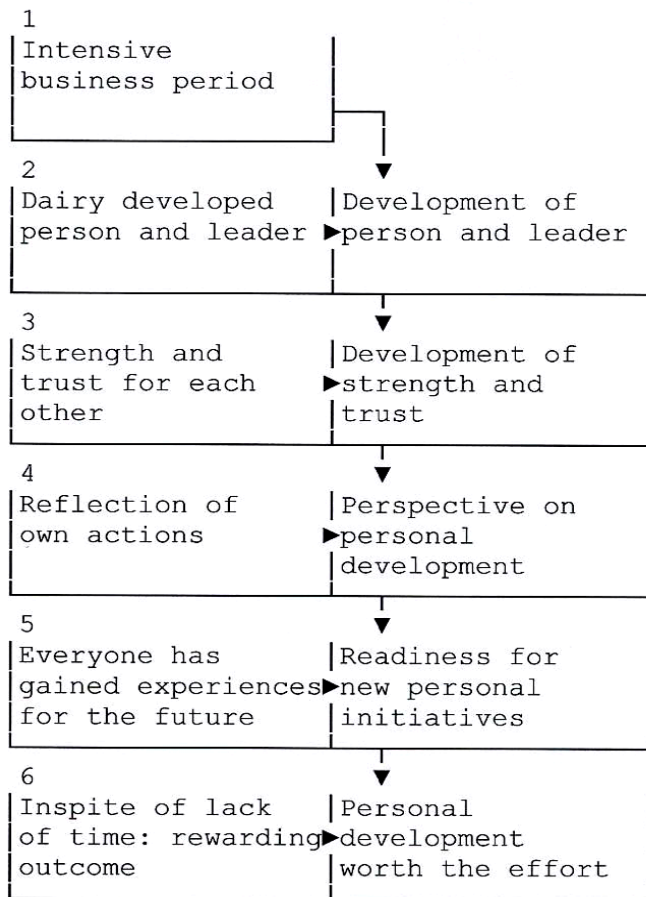 1
Intensive
business period
2
Dairy developed Development of
person and leader person and leader
3
Strength and Development of
trust for each strength and
other trust
4
Reflection of Perspective on
own actions personal
development
5
Everyone has Readiness for
gained experiences new personal
for the future initiatives
6
Inspite of lack Personal
of time: rewarding development
outcome worth the effort